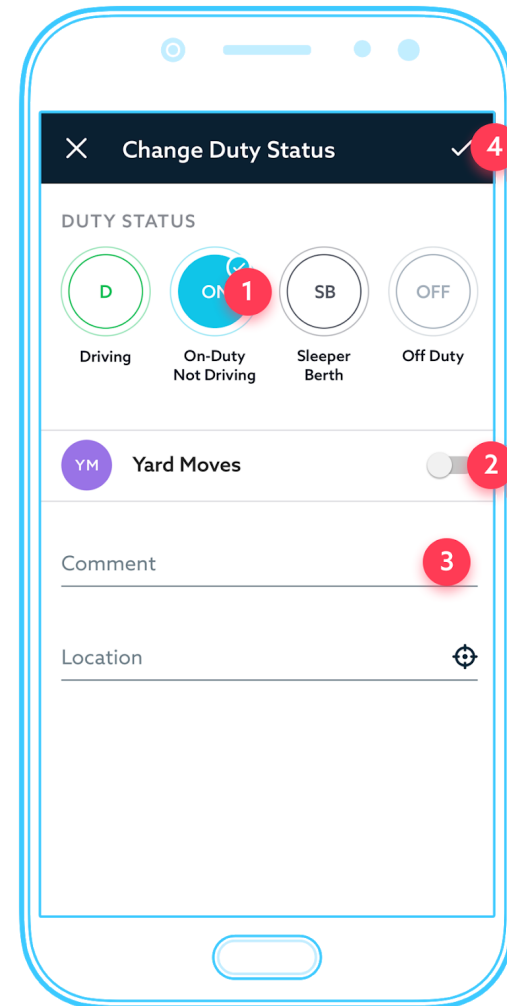 Change Duty Status
4
DUTY STATUS
D
ON
1
SB
OFF
Driving
On-Duty
Not Driving
Sleeper
Berth
Off Duty
YM
Yard Moves
2
Comment
3
Location